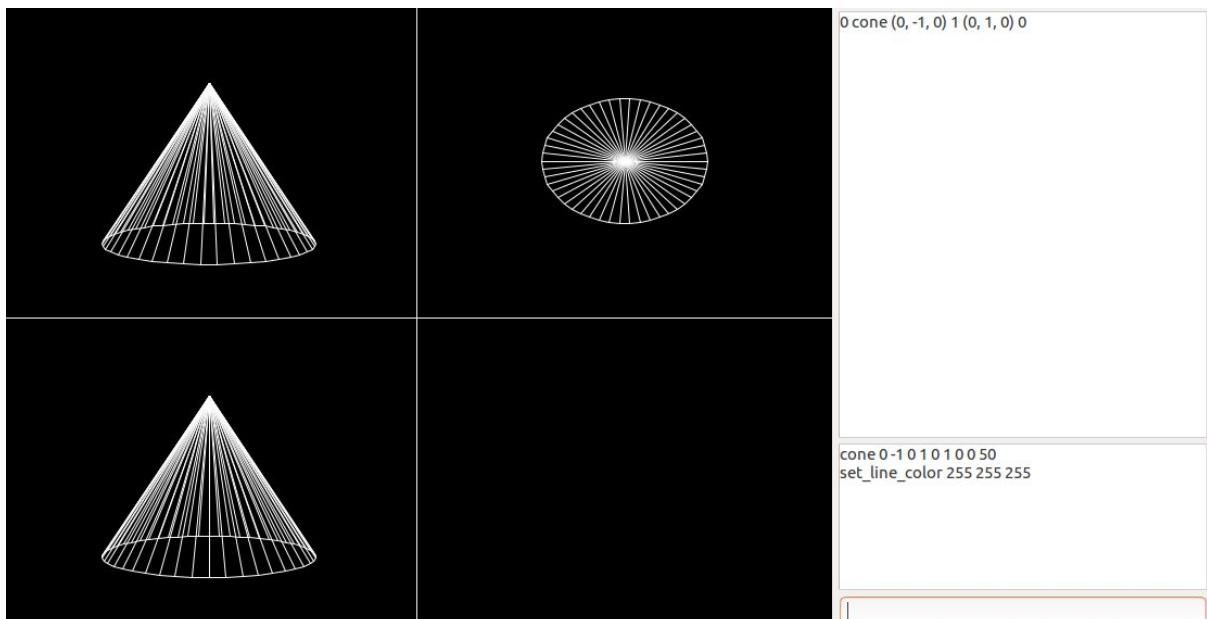 0 cone (0, -1, 0) 1 (0, 1, 0) 0
cone 0 -1 0 1 0 1 0 0 50
set_line_color 255 255 255